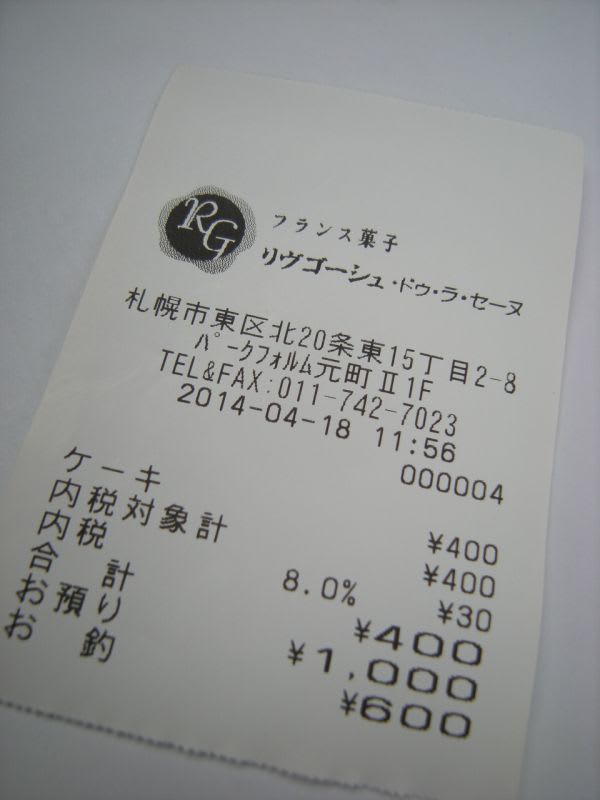 RG
フランス菓子
リヴゴーシュ・ドゥ・ラ・セーヌ
札幌市東区北20条東15丁目2-8
パークフォルム元町Ⅱ1F
TEL&FAX:011-742-7023
2014-04-18 11:56
000004
ケーキ ¥400
内税対象計 ¥400
内税 8.0% ¥30
合 計 ¥400
お預り ¥1,000
お 釣 ¥600